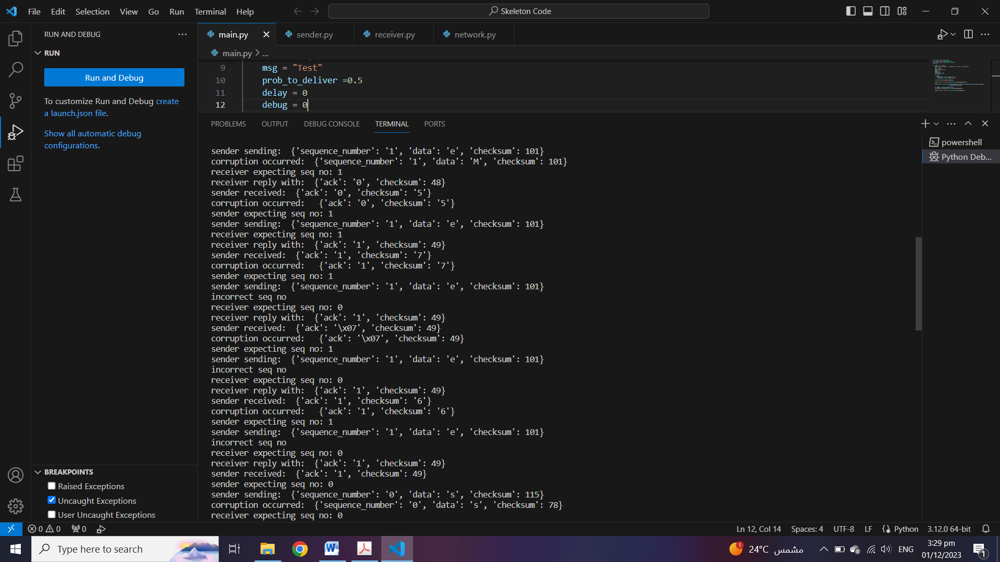 File Edit Selection View Go Run Terminal Help
Skeleton Code
RUN AND DEBUG
RUN
Run and Debug
To customize Run and Debug create
a launch.json file.
Show all automatic debug
configurations.
main.py
sender.py
receiver.py
network.py
main.py > ...
9 msg = "Test"
10 prob_to_deliver =0.5
11 delay = 0
12 debug = 0
PROBLEMS OUTPUT DEBUG CONSOLE TERMINAL PORTS
powershell
Python Deb...
sender sending:  {'sequence_number': '1', 'data': 'e', 'checksum': 101}
corruption occurred:  {'sequence_number': '1', 'data': 'M', 'checksum': 101}
receiver expecting seq no: 1
receiver reply with:  {'ack': '0', 'checksum': 48}
sender received:  {'ack': '0', 'checksum': '5'}
corruption occurred:   {'ack': '0', 'checksum': '5'}
sender expecting seq no: 1
sender sending:  {'sequence_number': '1', 'data': 'e', 'checksum': 101}
receiver expecting seq no: 1
receiver reply with:  {'ack': '1', 'checksum': 49}
sender received:  {'ack': '1', 'checksum': '7'}
corruption occurred:   {'ack': '1', 'checksum': '7'}
sender expecting seq no: 1
sender sending:  {'sequence_number': '1', 'data': 'e', 'checksum': 101}
incorrect seq no
receiver expecting seq no: 0
receiver reply with:  {'ack': '1', 'checksum': 49}
sender received:  {'ack': '\x07', 'checksum': 49}
corruption occurred:   {'ack': '\x07', 'checksum': 49}
sender expecting seq no: 1
sender sending:  {'sequence_number': '1', 'data': 'e', 'checksum': 101}
incorrect seq no
receiver expecting seq no: 0
receiver reply with:  {'ack': '1', 'checksum': 49}
sender received:  {'ack': '1', 'checksum': '6'}
corruption occurred:   {'ack': '1', 'checksum': '6'}
sender expecting seq no: 1
sender sending:  {'sequence_number': '1', 'data': 'e', 'checksum': 101}
incorrect seq no
receiver expecting seq no: 0
receiver reply with:  {'ack': '1', 'checksum': 49}
sender received:  {'ack': '1', 'checksum': 49}
sender expecting seq no: 0
sender sending:  {'sequence_number': '0', 'data': 's', 'checksum': 115}
corruption occurred:  {'sequence_number': '0', 'data': 's', 'checksum': 78}
receiver expecting seq no: 0
BREAKPOINTS
Raised Exceptions
Uncaught Exceptions
User Uncaught Exceptions
0 0 0
Ln 12, Col 14 Spaces: 4 UTF-8 LF Python 3.12.0 64-bit
Type here to search
1 24°C مشمس ENG
3:29 pm
01/12/2023
1